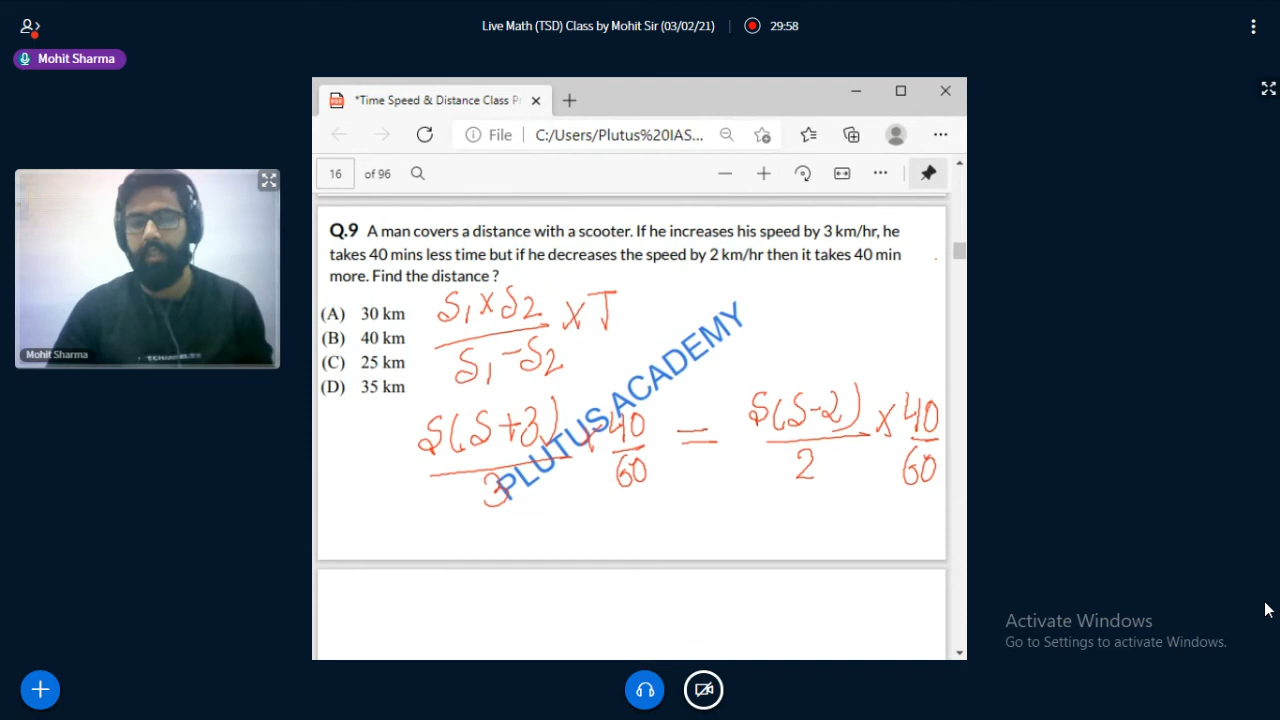 Live Math (TSD) Class by Mohit Sir (03/02/21)
29:58
Mohit Sharma
*Time Speed & Distance Class Pr
File
C:/Users/Plutus%20IAS...
16
of 96
Mohit Sharma
Q.9 A man covers a distance with a scooter. If he increases his speed by 3 km/hr, he
takes 40 mins less time but if he decreases the speed by 2 km/hr then it takes 40 min
more. Find the distance ?
(A) 30 km
(B) 40 km
(C) 25 km
(D) 35 km
S1 × S2 / S1 - S2 × T
S(S+3) / 3 × 40/60 = S(S-2) / 2 × 40/60
PLUTUS ACADEMY
Activate Windows
Go to Settings to activate Windows.